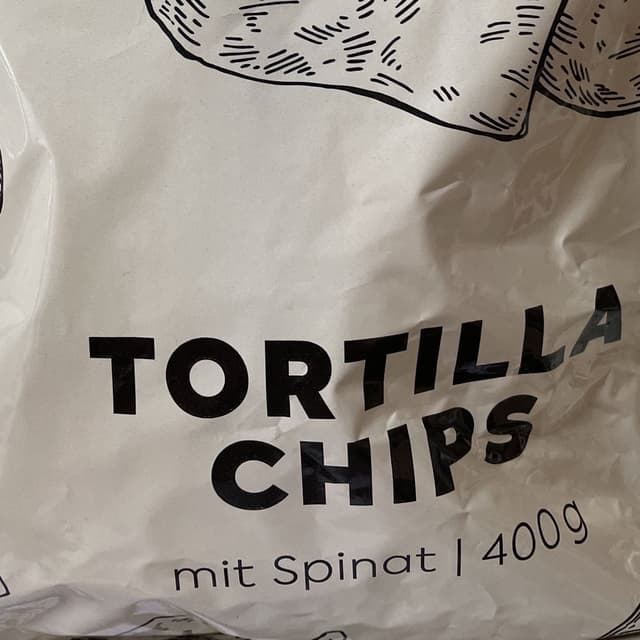 TORTILLA
CHIPS
mit Spinat | 400g